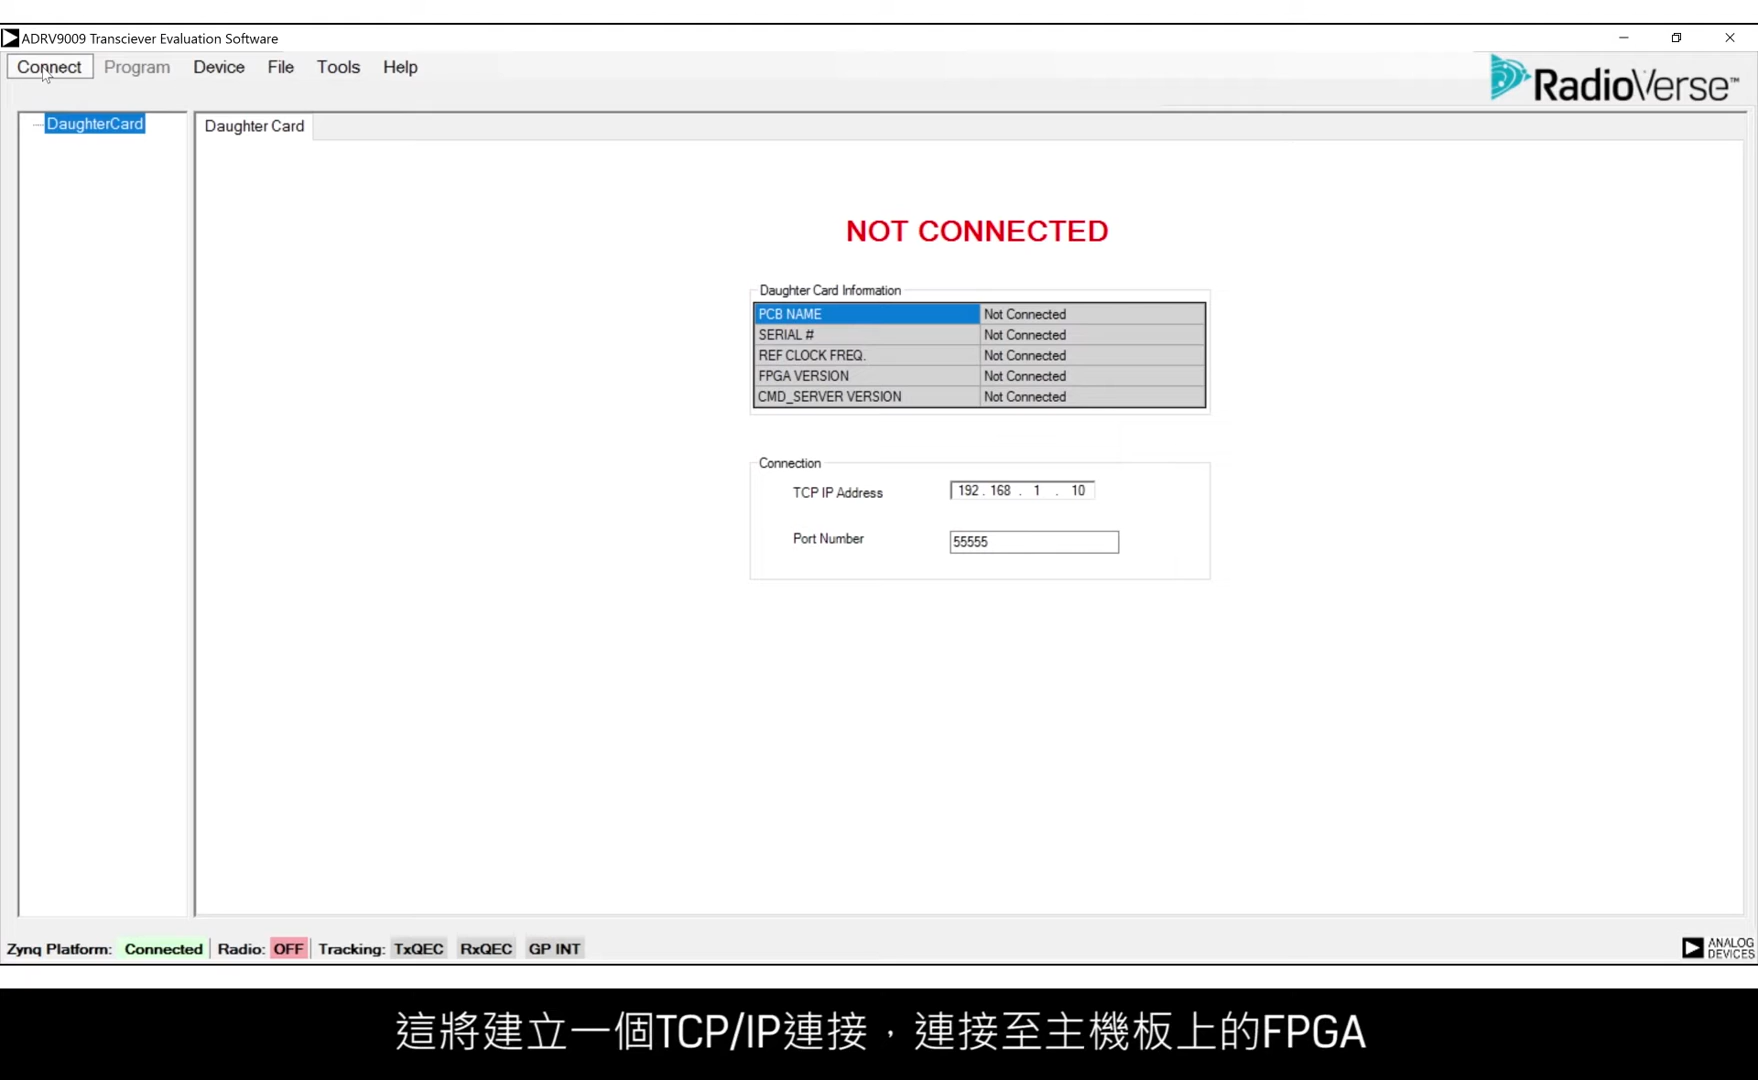 ADRV9009 Transciever Evaluation Software
Connect Program Device File Tools Help
RadioVerse™
DaughterCard
Daughter Card
NOT CONNECTED
Daughter Card Information
PCB NAME Not Connected
SERIAL # Not Connected
REF CLOCK FREQ. Not Connected
FPGA VERSION Not Connected
CMD_SERVER VERSION Not Connected
Connection
TCP IP Address 192 . 168 . 1 . 10
Port Number 55555
Zynq Platform: Connected Radio: OFF Tracking: TxQEC RxQEC GP INT
ANALOG
DEVICES
這將建立一個TCP/IP連接，連接至主機板上的FPGA